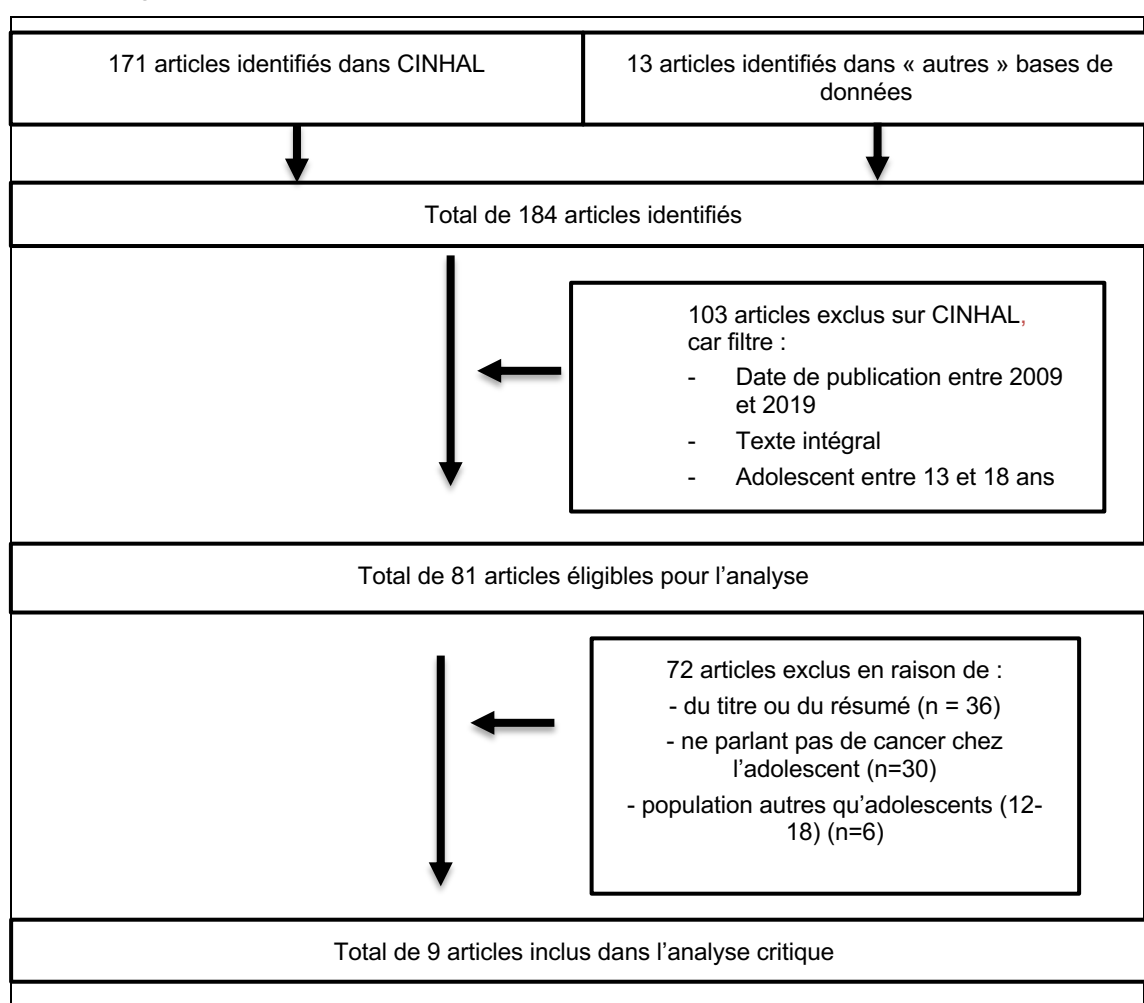 171 articles identifiés dans CINHAL
13 articles identifiés dans « autres » bases de
données
Total de 184 articles identifiés
103 articles exclus sur CINHAL,
car filtre :
- Date de publication entre 2009
et 2019
- Texte intégral
- Adolescent entre 13 et 18 ans
Total de 81 articles éligibles pour l’analyse
72 articles exclus en raison de :
- du titre ou du résumé (n = 36)
- ne parlant pas de cancer chez
l’adolescent (n=30)
- population autres qu’adolescents (12-
18) (n=6)
Total de 9 articles inclus dans l’analyse critique